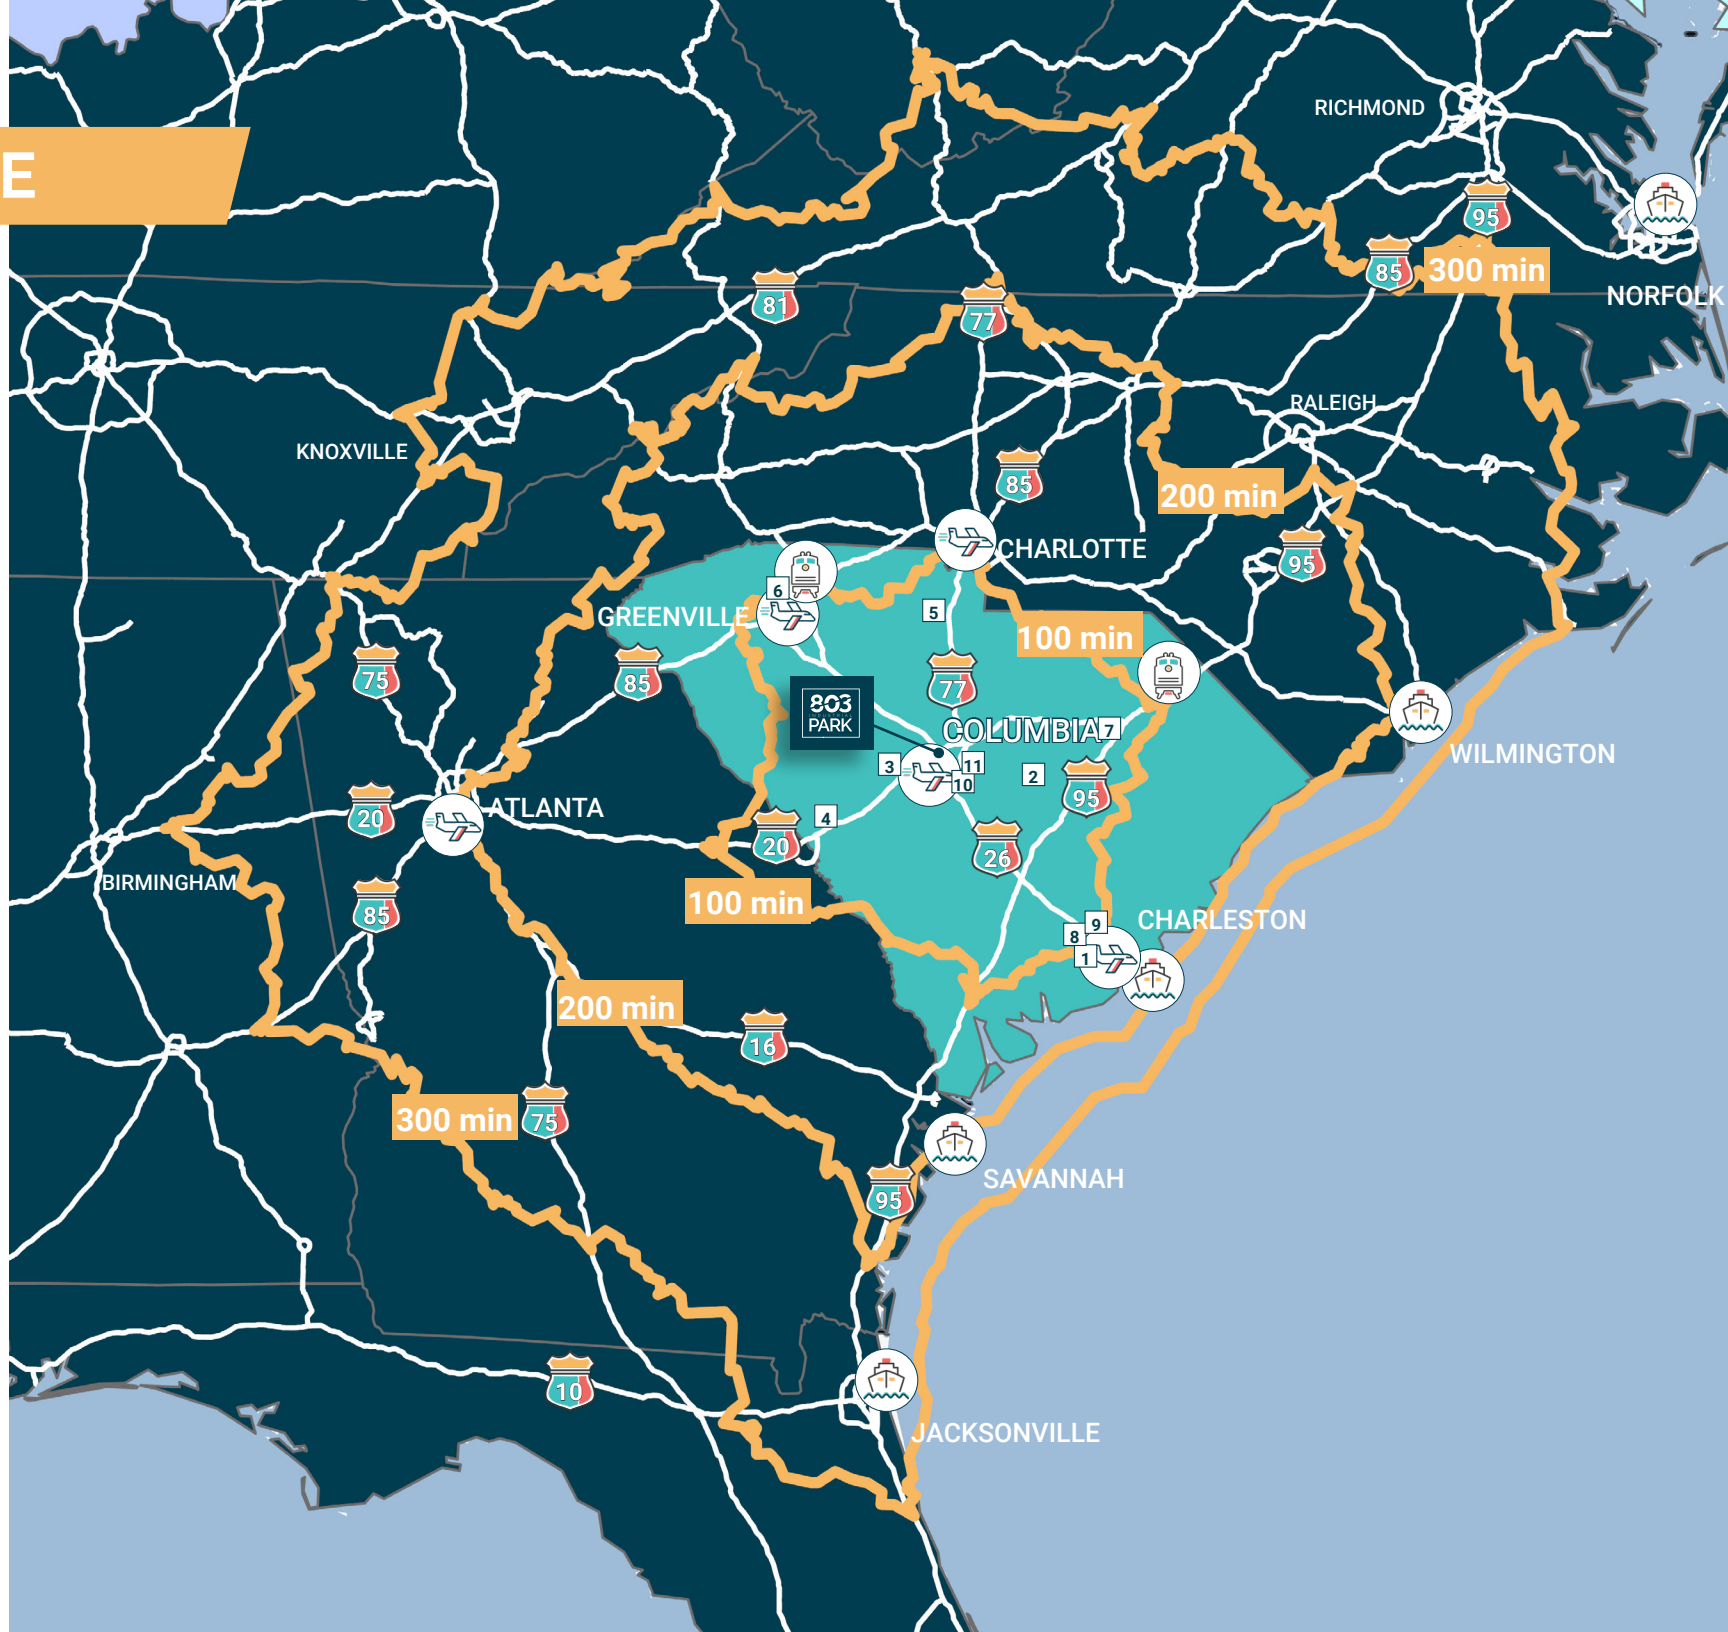 RICHMOND
E
95
85
300 min
NORFOLK
81
77
RALEIGH
KNOXVILLE
85
200 min
95
CHARLOTTE
6
GREENVILLE
5
100 min
75
85
77
803
INDUSTRIAL
PARK
COLUMBIA
7
WILMINGTON
3
11
2
10
95
20
ATLANTA
4
20
26
BIRMINGHAM
85
100 min
CHARLESTON
9
8
1
200 min
16
300 min
75
SAVANNAH
95
10
JACKSONVILLE